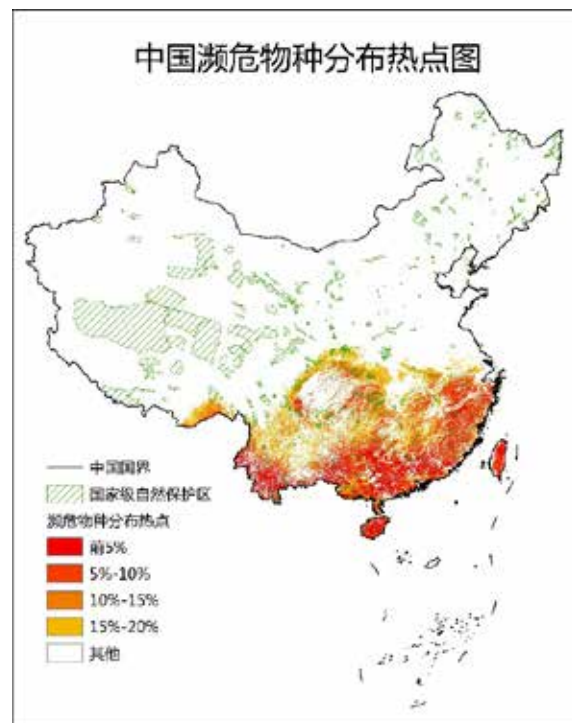 中国濒危物种分布热点图
中国国界
国家级自然保护区
濒危物种分布热点
前5%
5%-10%
10%-15%
15%-20%
其他